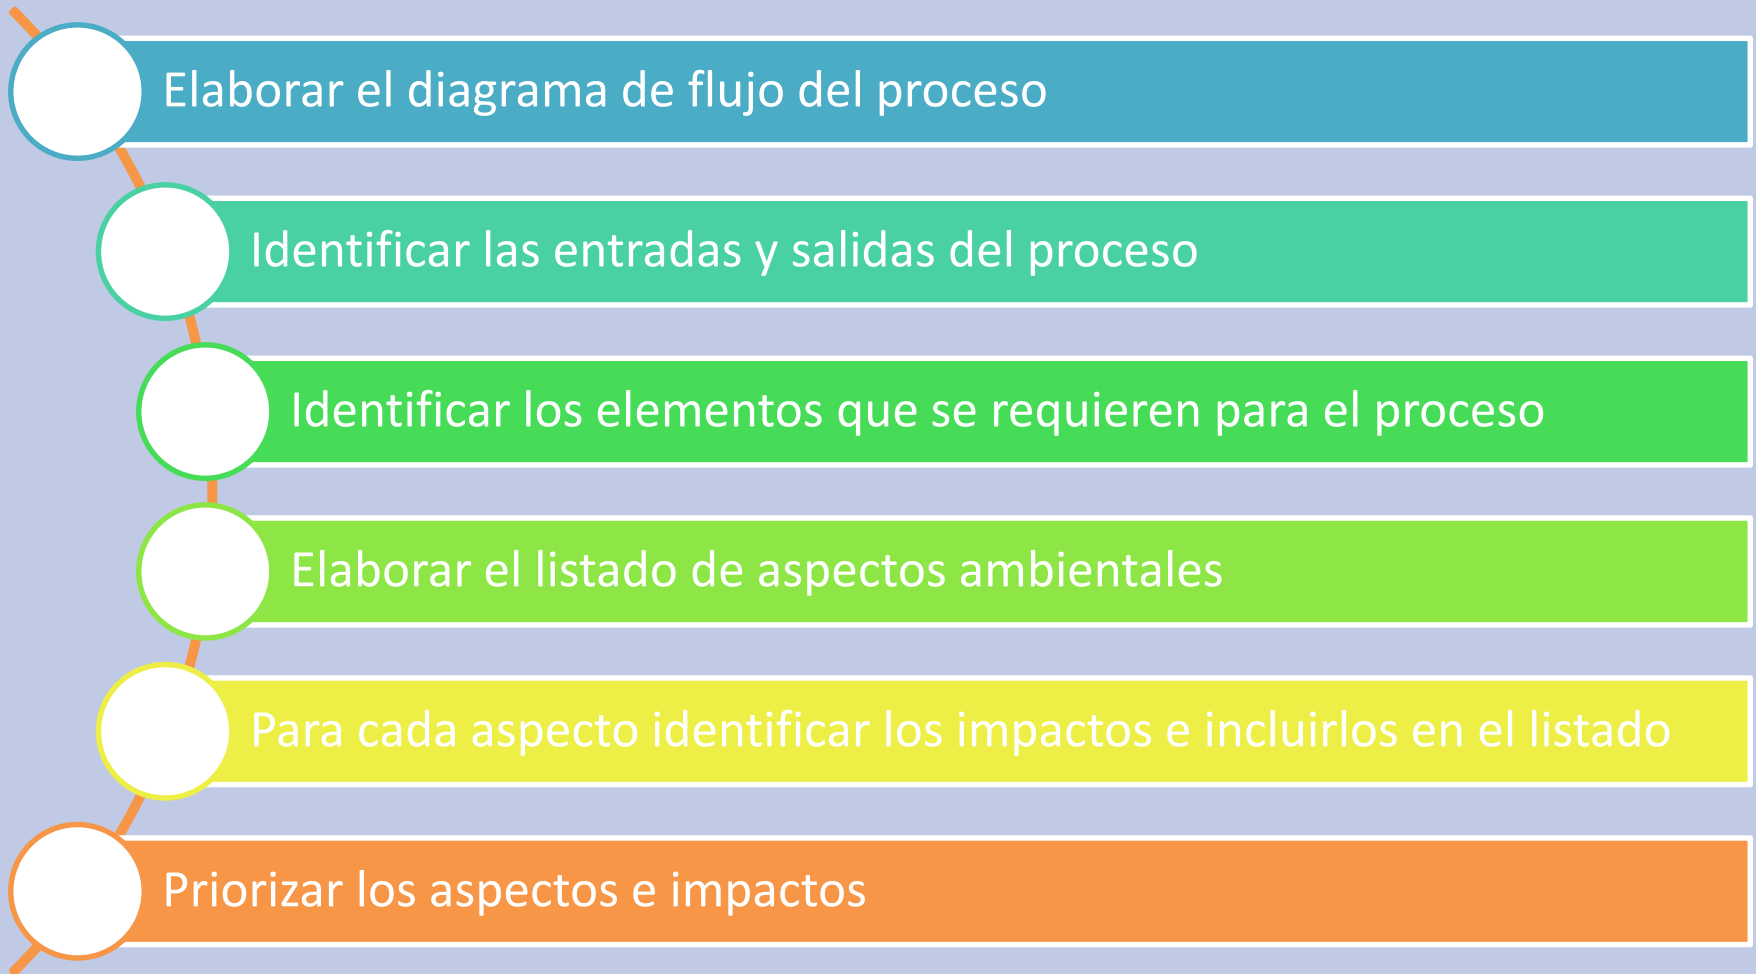 Elaborar el diagrama de flujo del proceso
Identificar las entradas y salidas del proceso
Identificar los elementos que se requieren para el proceso
Elaborar el listado de aspectos ambientales
Para cada aspecto identificar los impactos e incluirlos en el listado
Priorizar los aspectos e impactos